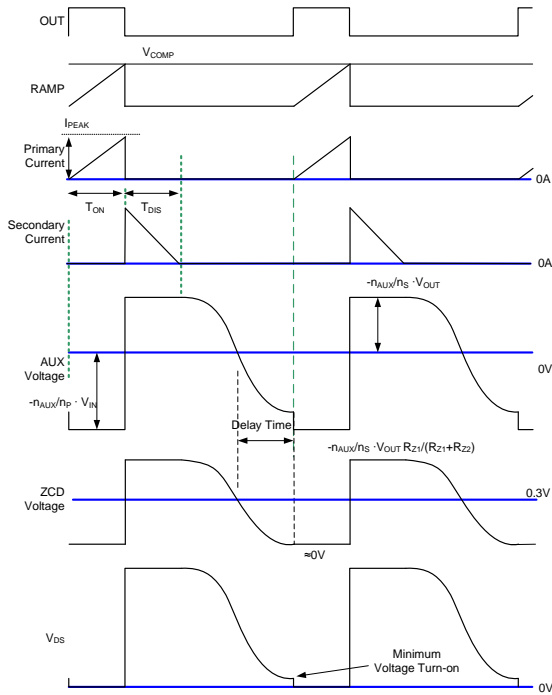 OUT
V_COMP
RAMP
I_PEAK
Primary
Current
0A
T_ON
T_DIS
Secondary
Current
0A
-n_AUX/n_S · V_OUT
AUX
Voltage
0V
-n_AUX/n_P · V_IN
Delay Time
-n_AUX/n_S · V_OUT R_Z1/(R_Z1+R_Z2)
ZCD
Voltage
0.3V
≈0V
V_DS
Minimum
Voltage Turn-on
0V